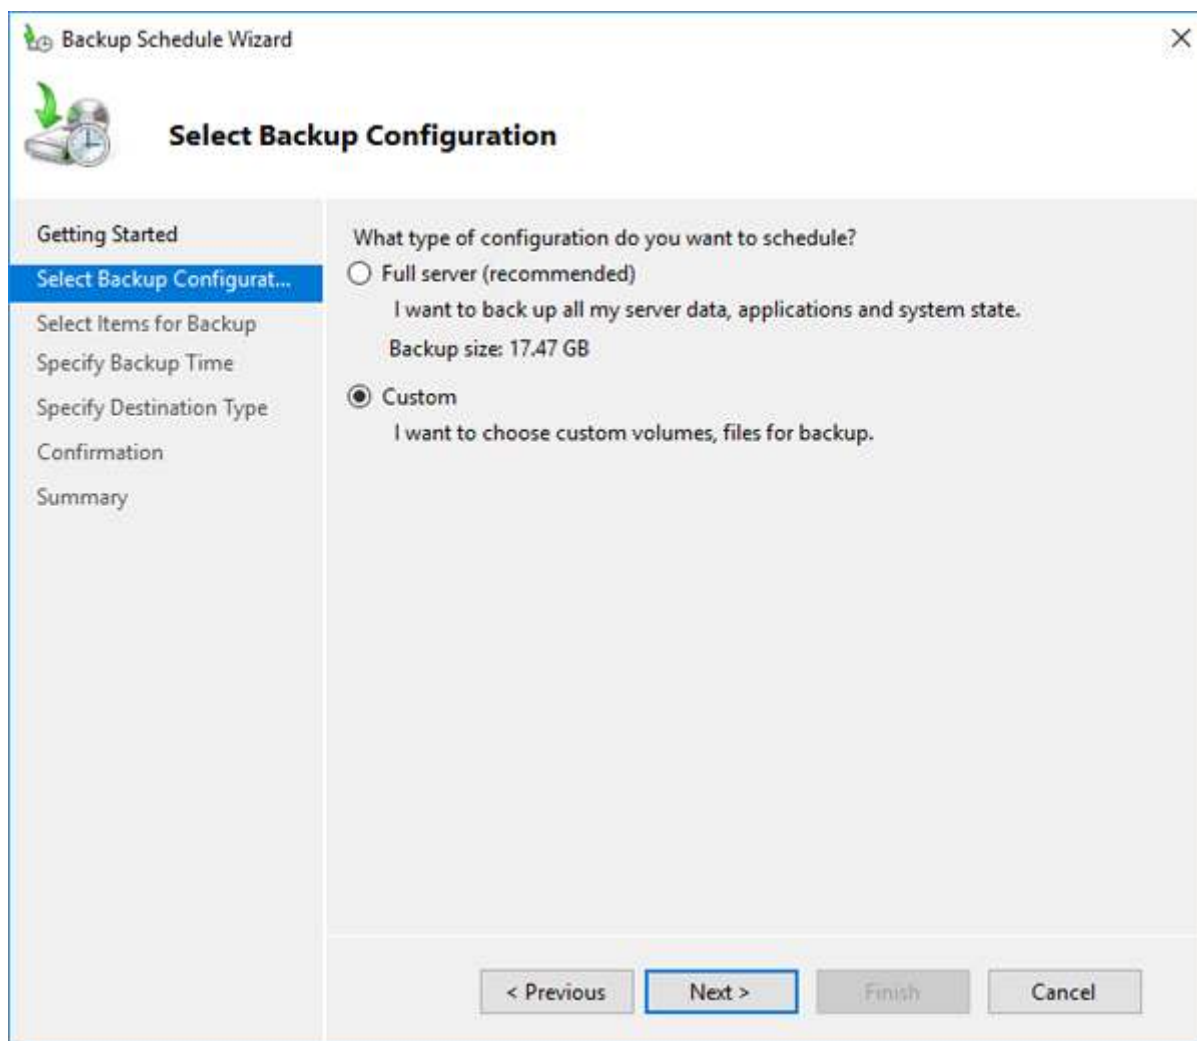 Backup Schedule Wizard
Select Backup Configuration
Getting Started
Select Backup Configurat...
Select Items for Backup
Specify Backup Time
Specify Destination Type
Confirmation
Summary
What type of configuration do you want to schedule?
Full server (recommended)
I want to back up all my server data, applications and system state.
Backup size: 17.47 GB
Custom
I want to choose custom volumes, files for backup.
< Previous
Next >
Finish
Cancel